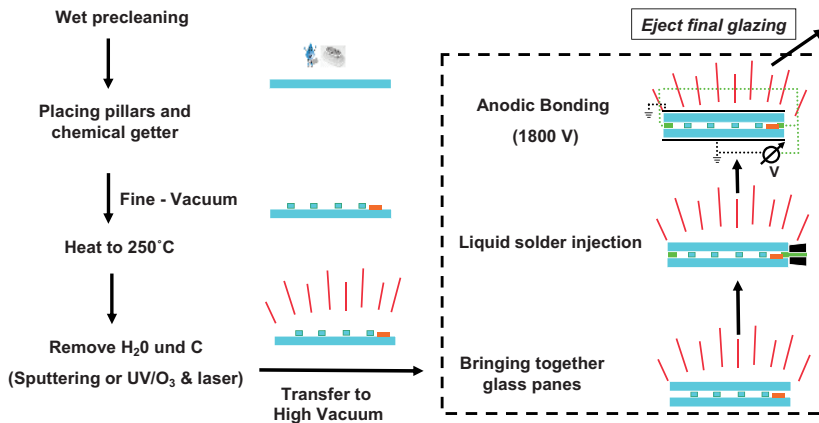 Wet precleaning
Placing pillars and
chemical getter
Fine - Vacuum
Heat to 250˚C
Remove H₂0 und C
(Sputtering or UV/O₃ & laser)
Transfer to
High Vacuum
Eject final glazing
Anodic Bonding
(1800 V)
V
Liquid solder injection
Bringing together
glass panes